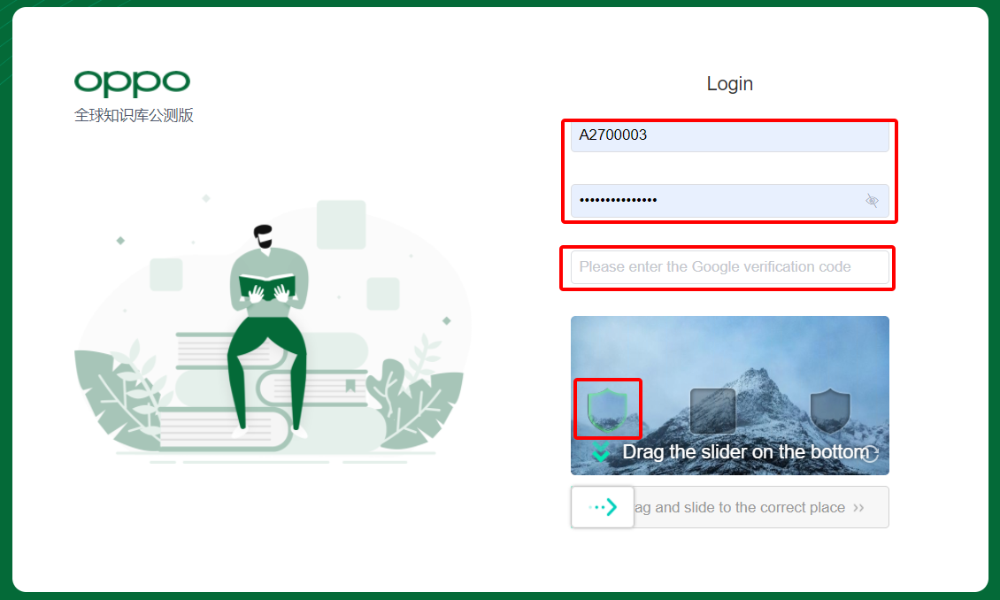 oppo
全球知识库公测版
Login
A2700003
•••••••••••••••
Please enter the Google verification code
Drag the slider on the bottom
ag and slide to the correct place